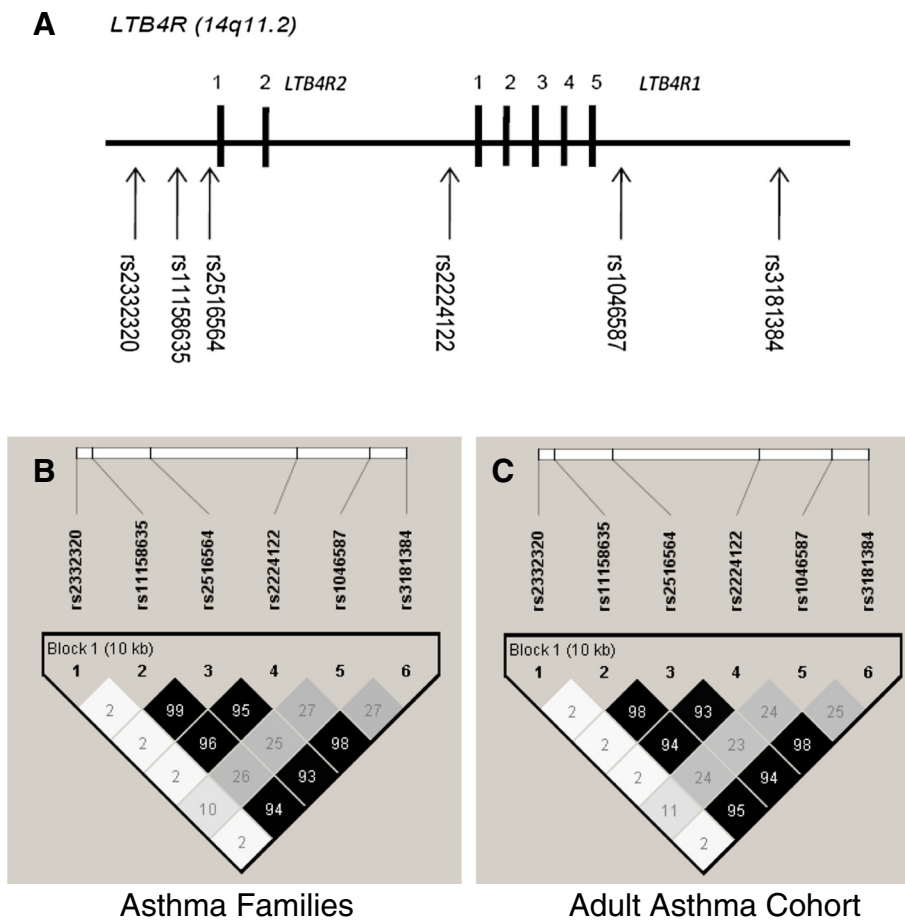 A LTB4R (14q11.2)
1 2 LTB4R2 1 2 3 4 5 LTB4R1
rs2332320
rs11158635
rs2516564
rs2224122
rs1046587
rs3181384
B
rs2332320
rs11158635
rs2516564
rs2224122
rs1046587
rs3181384
Block 1 (10 kb)
1 2 3 4 5 6
2 99 95 27 27
2 96 25 98
2 26 93
10 94
2
Asthma Families
C
rs2332320
rs11158635
rs2516564
rs2224122
rs1046587
rs3181384
Block 1 (10 kb)
1 2 3 4 5 6
2 98 93 24 25
2 94 23 98
2 24 94
11 95
2
Adult Asthma Cohort